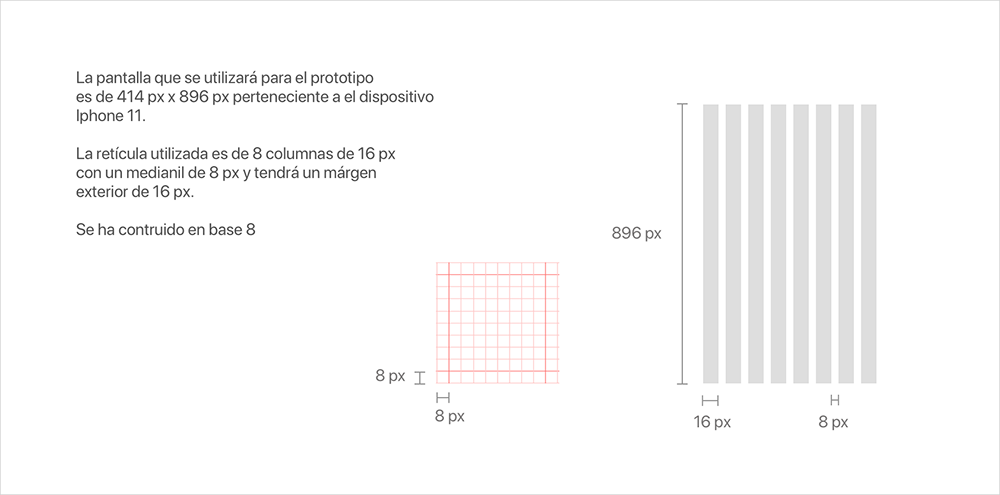 La pantalla que se utilizará para el prototipo
es de 414 px x 896 px perteneciente a el dispositivo
Iphone 11.
La retícula utilizada es de 8 columnas de 16 px
con un medianil de 8 px y tendrá un márgen
exterior de 16 px.
Se ha contruido en base 8
896 px
8 px
8 px
16 px
8 px